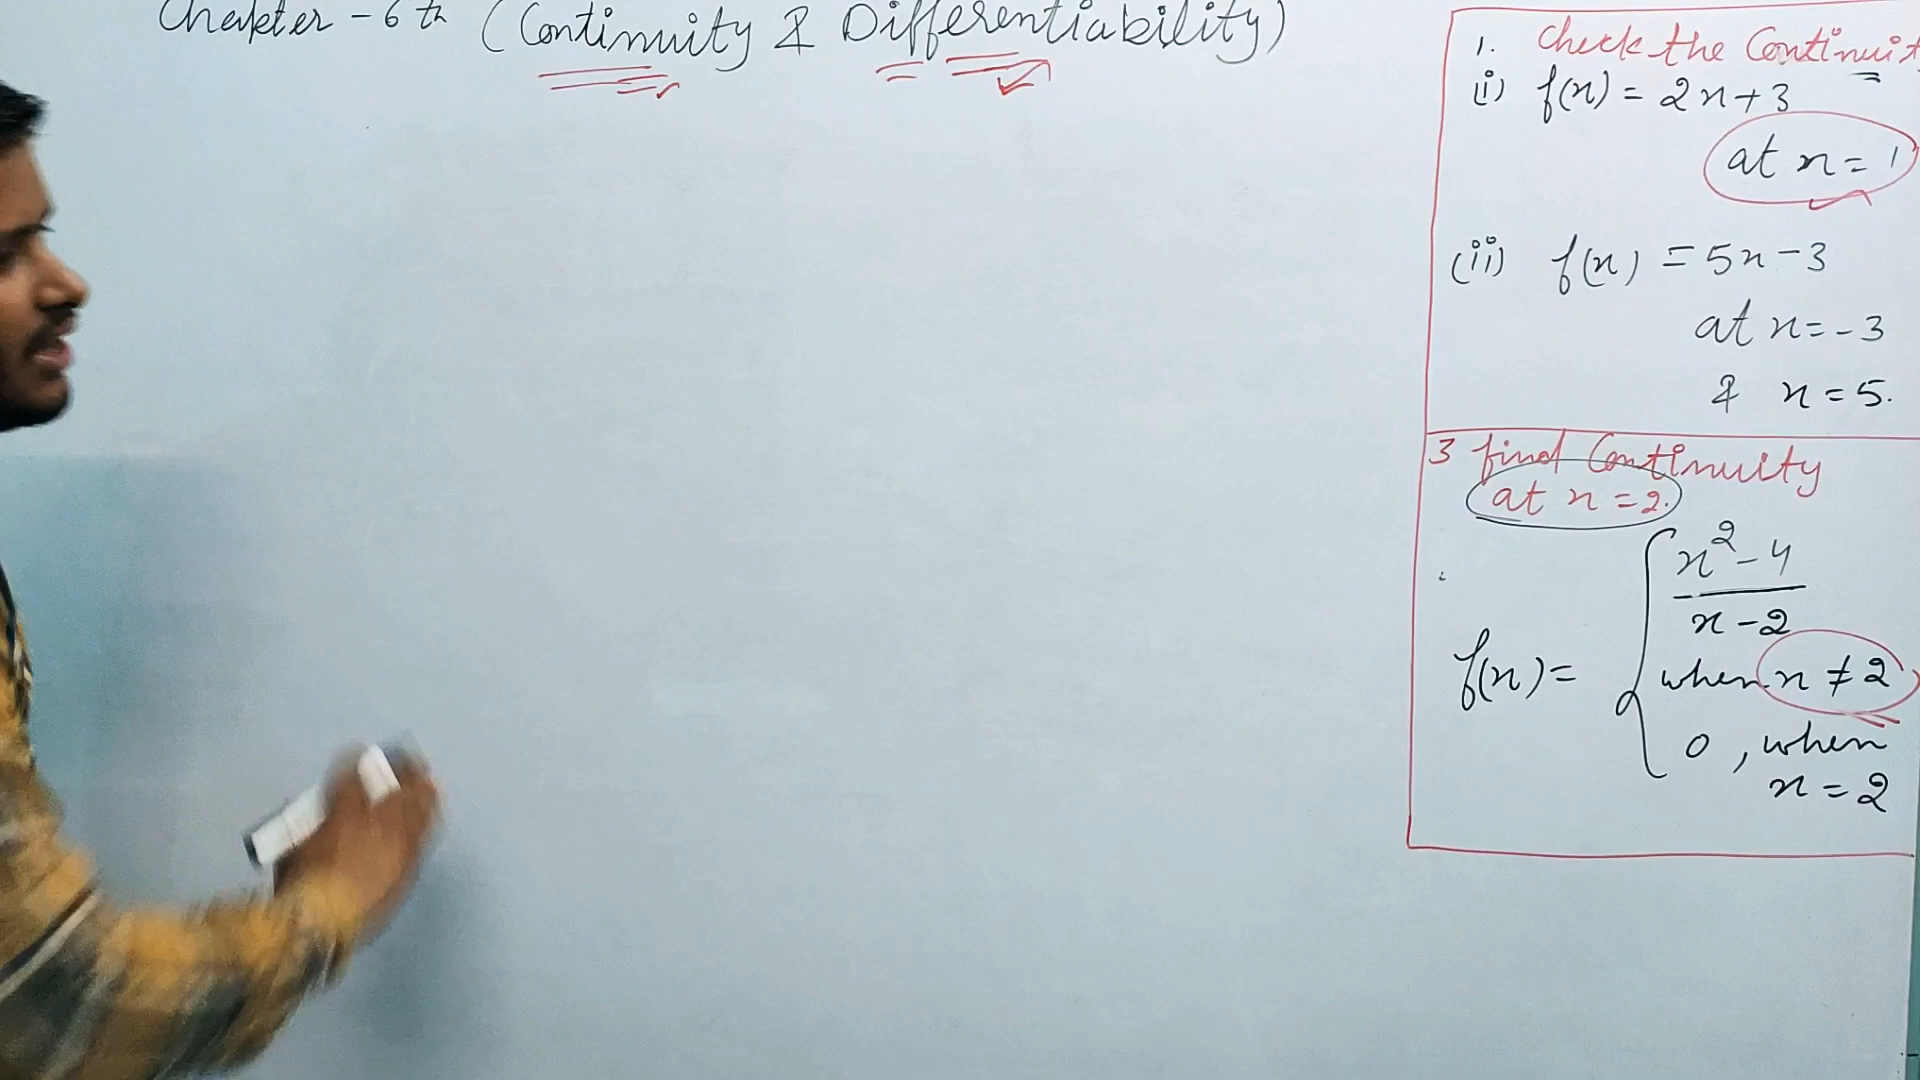 Chapter - 6th (Continuity & Differentiability)
1. Check the Continuit
(i) f(x) = 2x+3
at x = 1
(ii) f(x) = 5x-3
at x = -3
& x = 5.
3 find Continuity
at x = 2.
f(x) = { x²-4 / x-2
when x ≠ 2
0 , when
x = 2